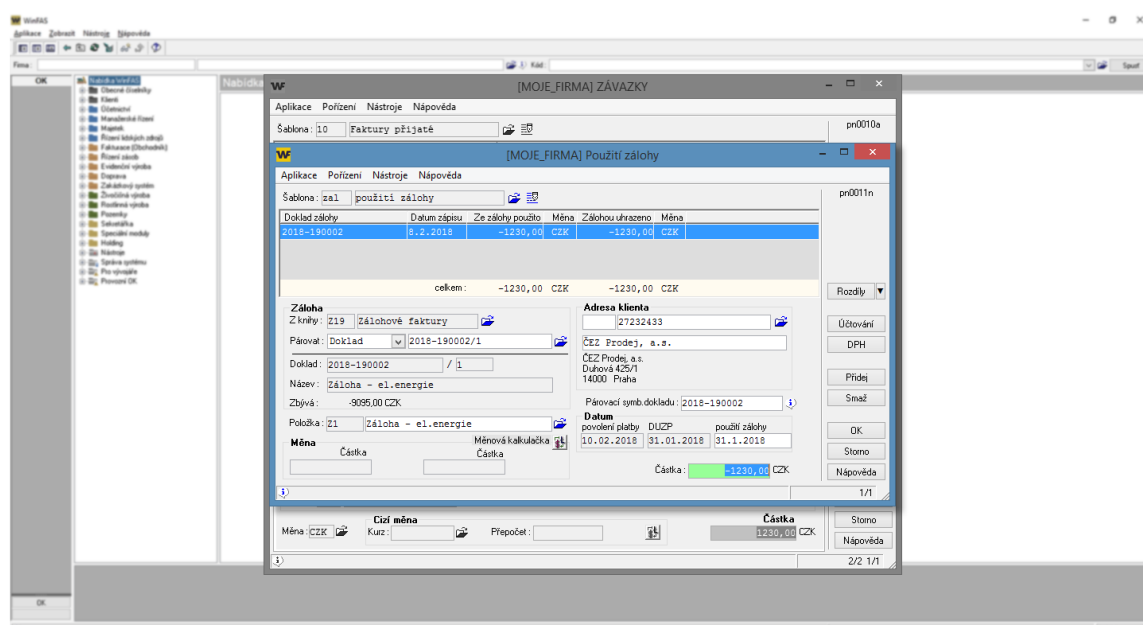 WinFAS
Aplikace Zobrazit Nástroje Nápověda
Firma: Kód: Spusť
OK
Nabídka WinFAS
Obecné číselníky
Klienti
Účetnictví
Manažerské řízení
Majetek
Řízení lidských zdrojů
Fakturace (Obchodník)
Řízení zásob
Evidenční výroba
Doprava
Zakázkový systém
Živočišná výroba
Rostlinná výroba
Pozemky
Sekretářka
Speciální moduly
Holding
Nástroje
Správa systému
Pro vývojáře
Provozní OK
OK
Nabídka
[MOJE_FIRMA] ZÁVAZKY
Aplikace Pořízení Nástroje Nápověda
Šablona: 10 Faktury přijaté
pn0010a
[MOJE_FIRMA] Použití zálohy
Aplikace Pořízení Nástroje Nápověda
Šablona: zal použití zálohy
pn0011n
Doklad zálohy Datum zápisu Ze zálohy použito Měna Zálohou uhrazeno Měna
2018-190002 8.2.2018 -1230,00 CZK -1230,00 CZK
celkem: -1230,00 CZK -1230,00 CZK
Záloha
Z knihy: Z19 Zálohové faktury
Párovat: Doklad 2018-190002/1
Doklad: 2018-190002 / 1
Název: Záloha - el.energie
Zbývá: -9095,00 CZK
Položka: Z1 Záloha - el.energie
Měna Měnová kalkulačka
Částka Částka
Adresa klienta
27232433
ČEZ Prodej, a.s.
ČEZ Prodej, a.s.
Duhová 425/1
14000 Praha
Párovací symb.dokladu: 2018-190002
Datum
povolení platby DUZP použití zálohy
10.02.2018 31.01.2018 31.1.2018
Částka: -1230,00 CZK
Rozdíly
Účtování
DPH
Přidej
Smaž
OK
Storno
Nápověda
1/1
Cizí měna Částka
Měna: CZK Kurz: Přepočet: 1230,00 CZK
Storno
Nápověda
2/2 1/1